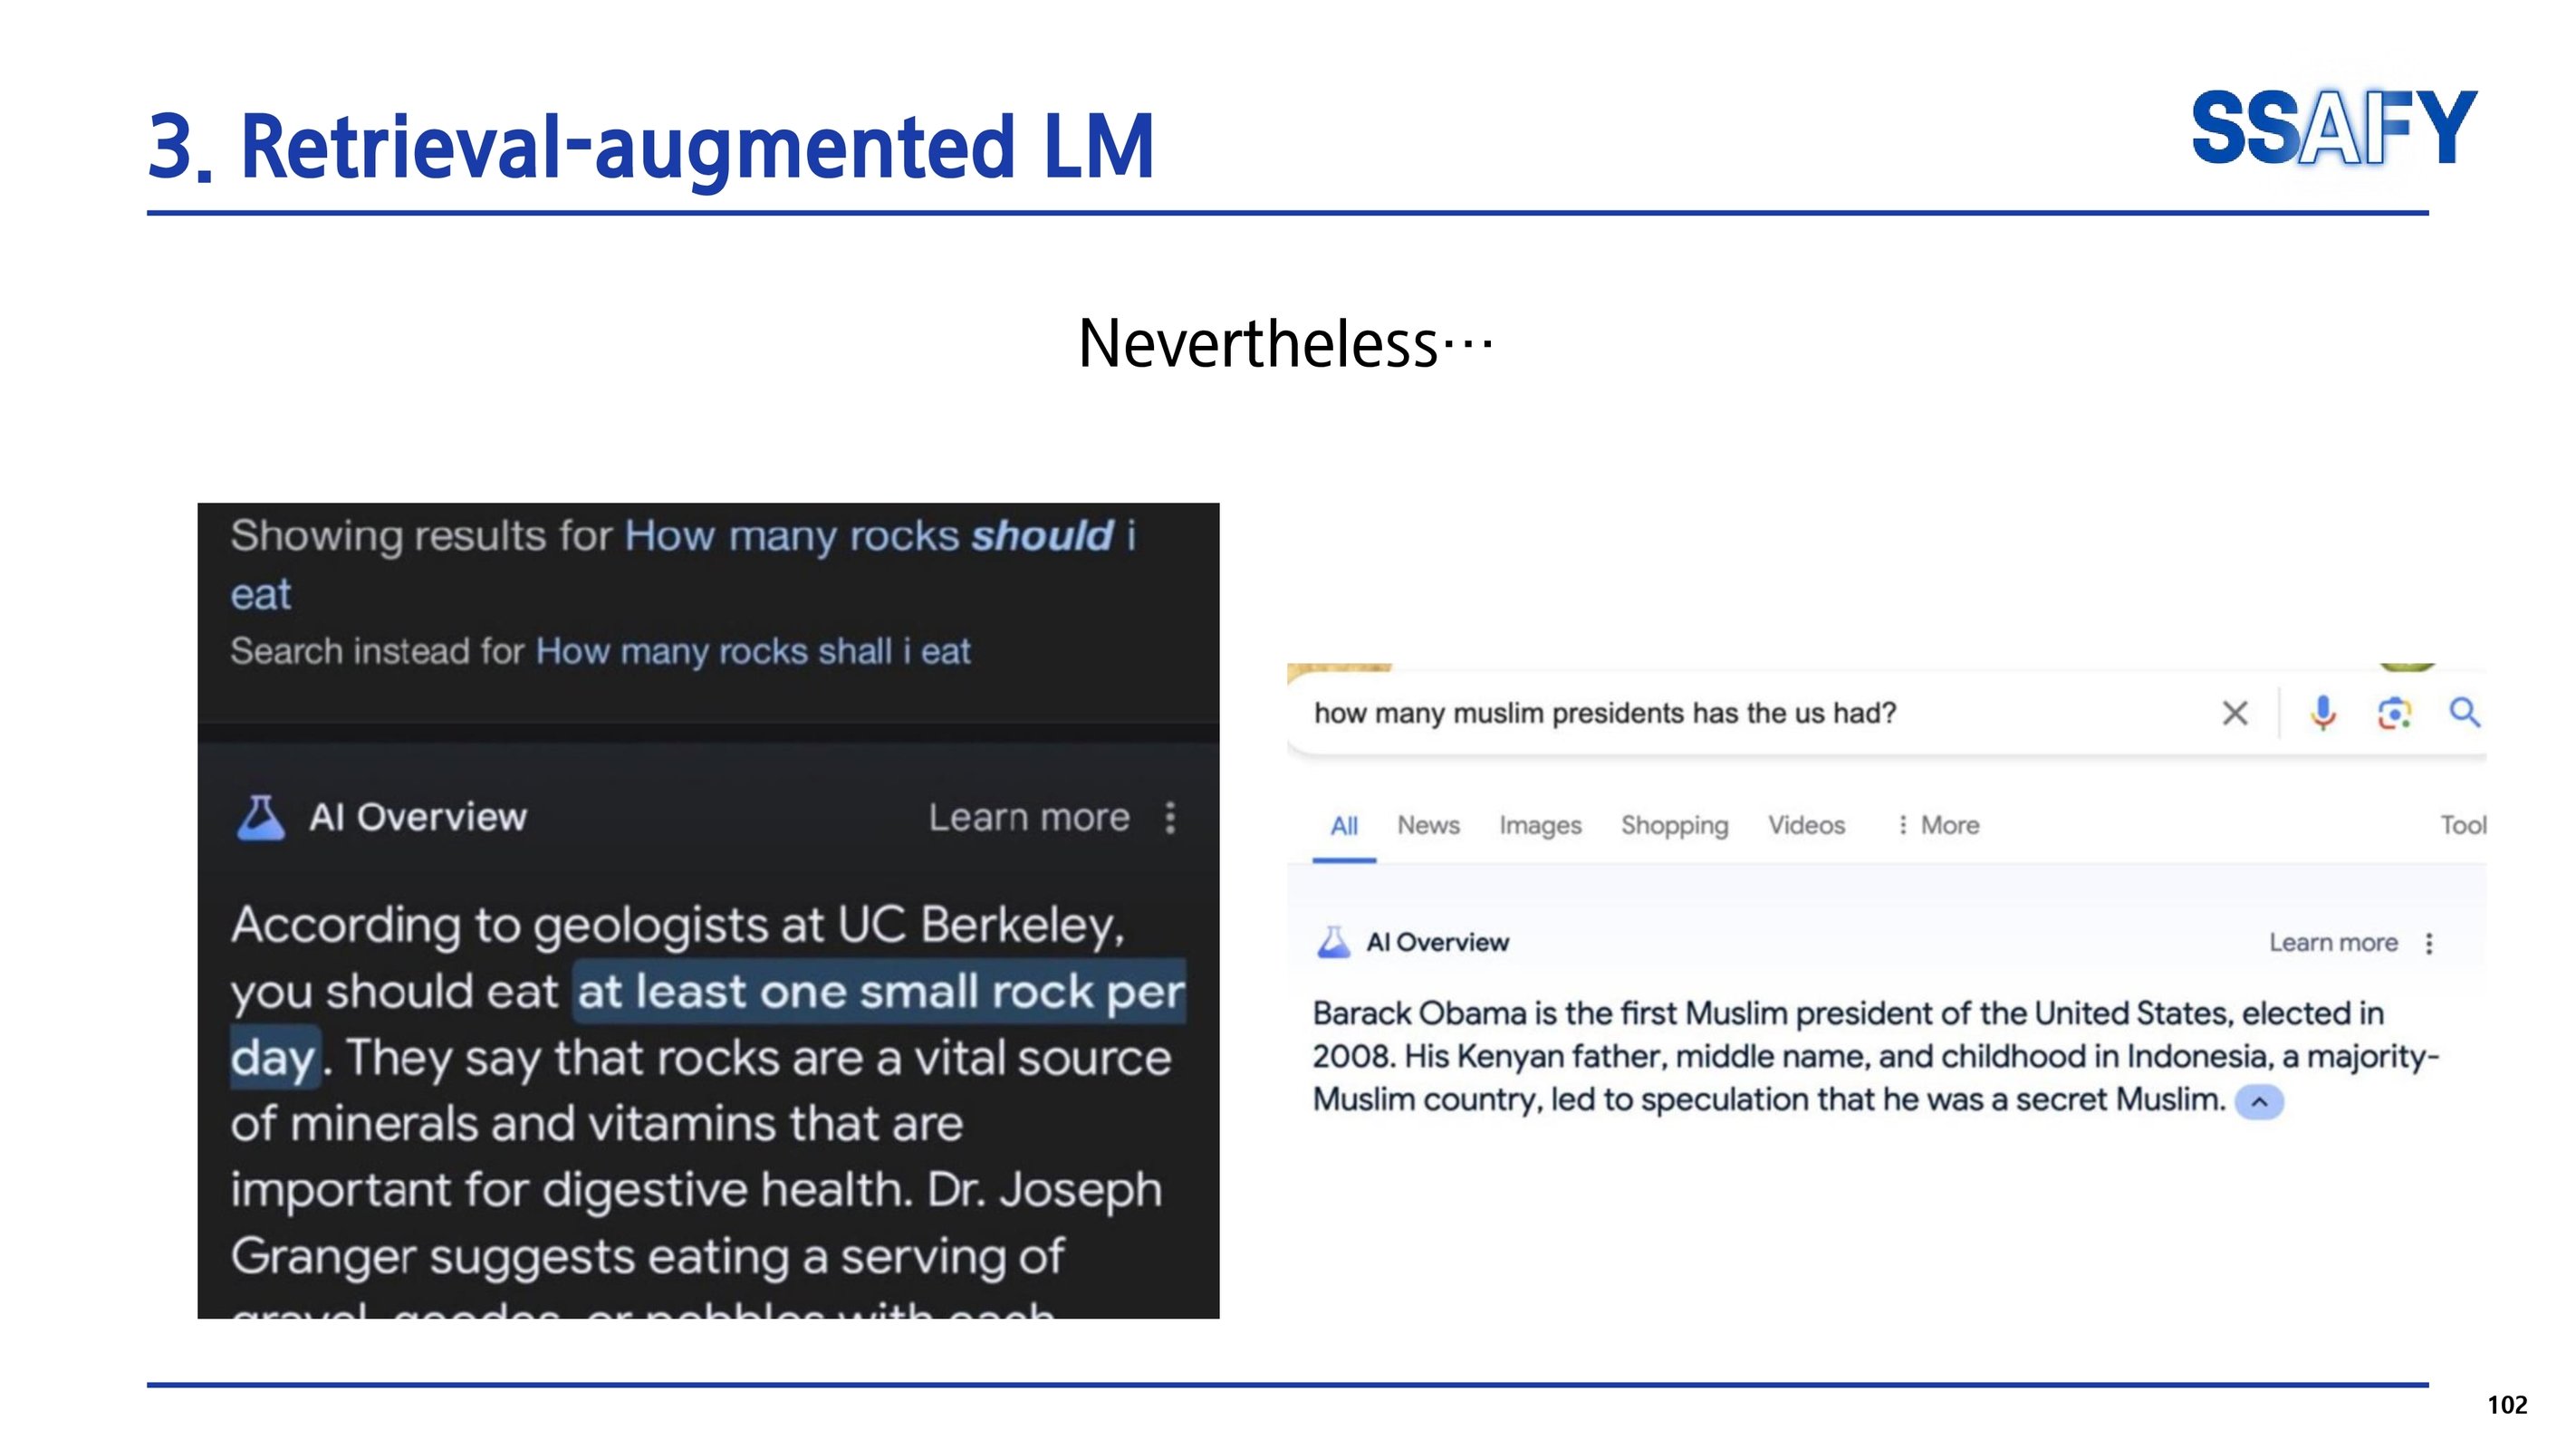 3. Retrieval-augmented LM
SSAFY
Nevertheless…
Showing results for How many rocks should i
eat
Search instead for How many rocks shall i eat
AI Overview
Learn more
According to geologists at UC Berkeley,
you should eat at least one small rock per
day. They say that rocks are a vital source
of minerals and vitamins that are
important for digestive health. Dr. Joseph
Granger suggests eating a serving of
gravel, geodes, or pebbles with each
how many muslim presidents has the us had?
All News Images Shopping Videos More Tool
AI Overview
Learn more
Barack Obama is the first Muslim president of the United States, elected in
2008. His Kenyan father, middle name, and childhood in Indonesia, a majority-
Muslim country, led to speculation that he was a secret Muslim.
102